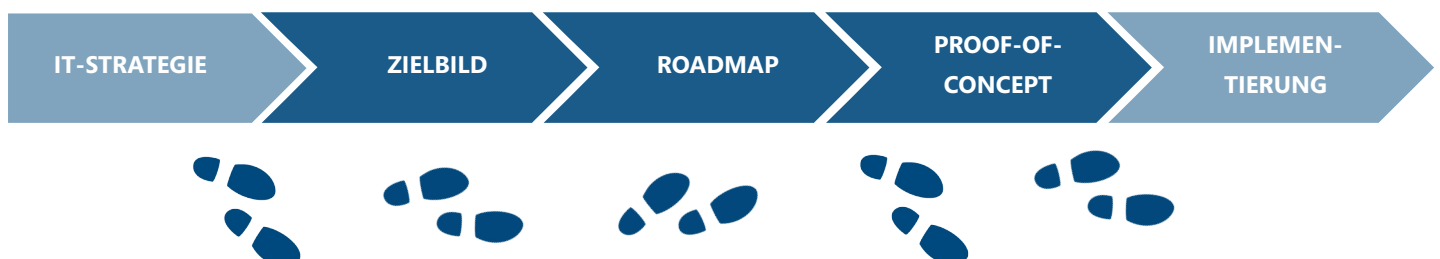 IT-STRATEGIE
ZIELBILD
ROADMAP
PROOF-OF-
CONCEPT
IMPLEMEN-
TIERUNG